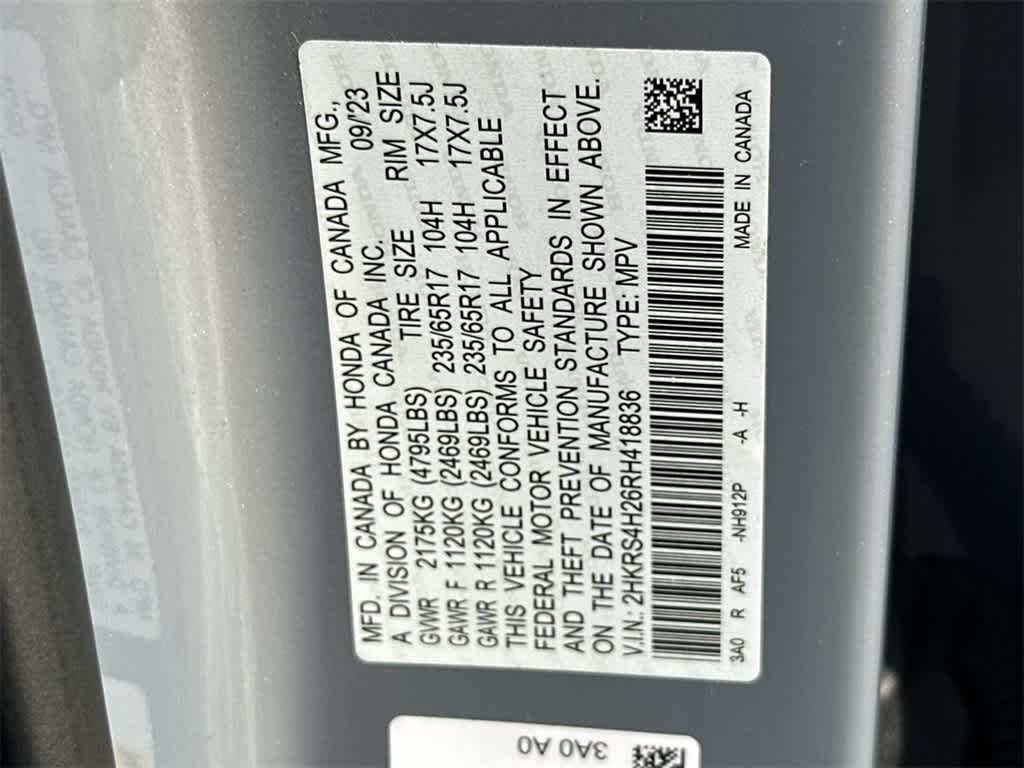 MFD. IN CANADA BY HONDA OF CANADA MFG.,
A DIVISION OF HONDA CANADA INC. 09/'23
GVWR 2175KG (4795LBS) TIRE SIZE RIM SIZE
GAWR F 1120KG (2469LBS) 235/65R17 104H 17X7.5J
GAWR R 1120KG (2469LBS) 235/65R17 104H 17X7.5J
THIS VEHICLE CONFORMS TO ALL APPLICABLE
FEDERAL MOTOR VEHICLE SAFETY
AND THEFT PREVENTION STANDARDS IN EFFECT
ON THE DATE OF MANUFACTURE SHOWN ABOVE.
V.I.N.: 2HKRS4H26RH418836 TYPE: MPV
3A0 R AF5 -NH912P -A -H MADE IN CANADA
3A0 A0